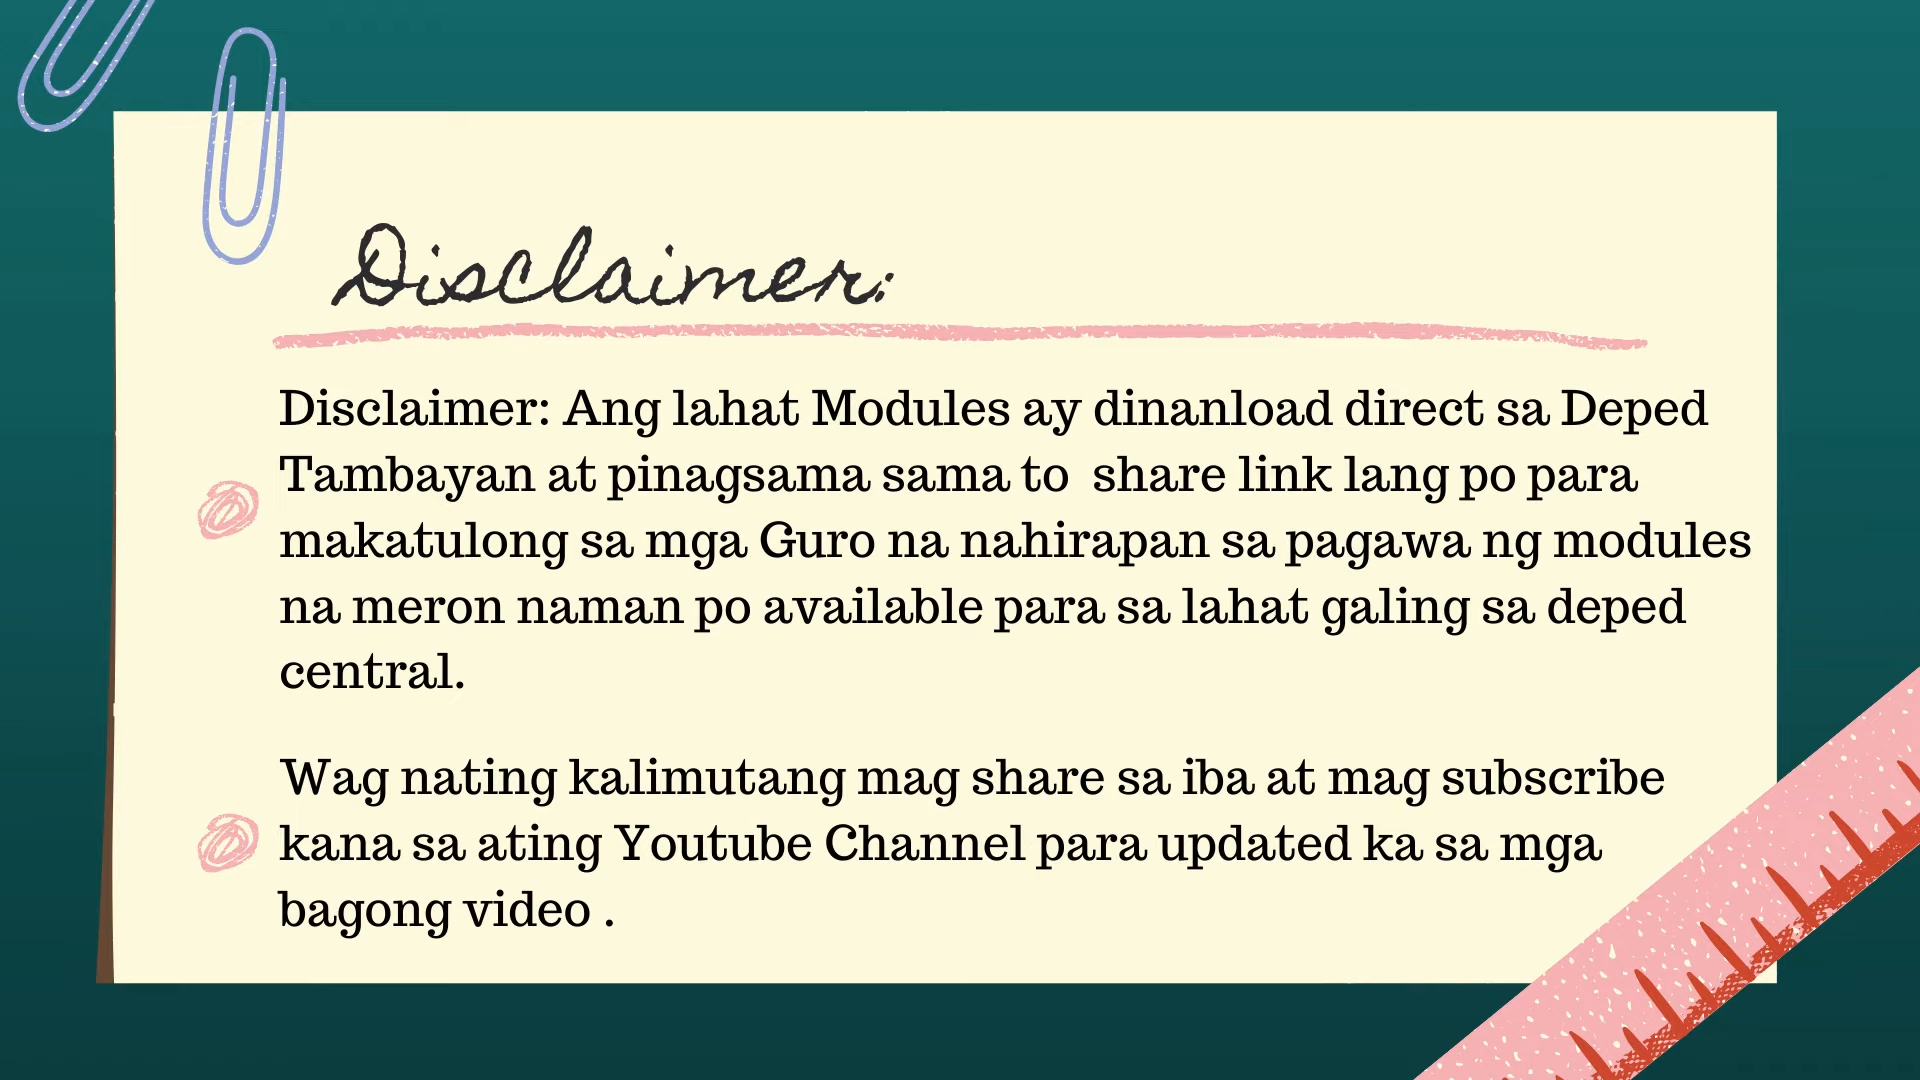 Disclaimer:
Disclaimer: Ang lahat Modules ay dinanload direct sa Deped
Tambayan at pinagsama sama to  share link lang po para
makatulong sa mga Guro na nahirapan sa pagawa ng modules
na meron naman po available para sa lahat galing sa deped
central.
Wag nating kalimutang mag share sa iba at mag subscribe
kana sa ating Youtube Channel para updated ka sa mga
bagong video .